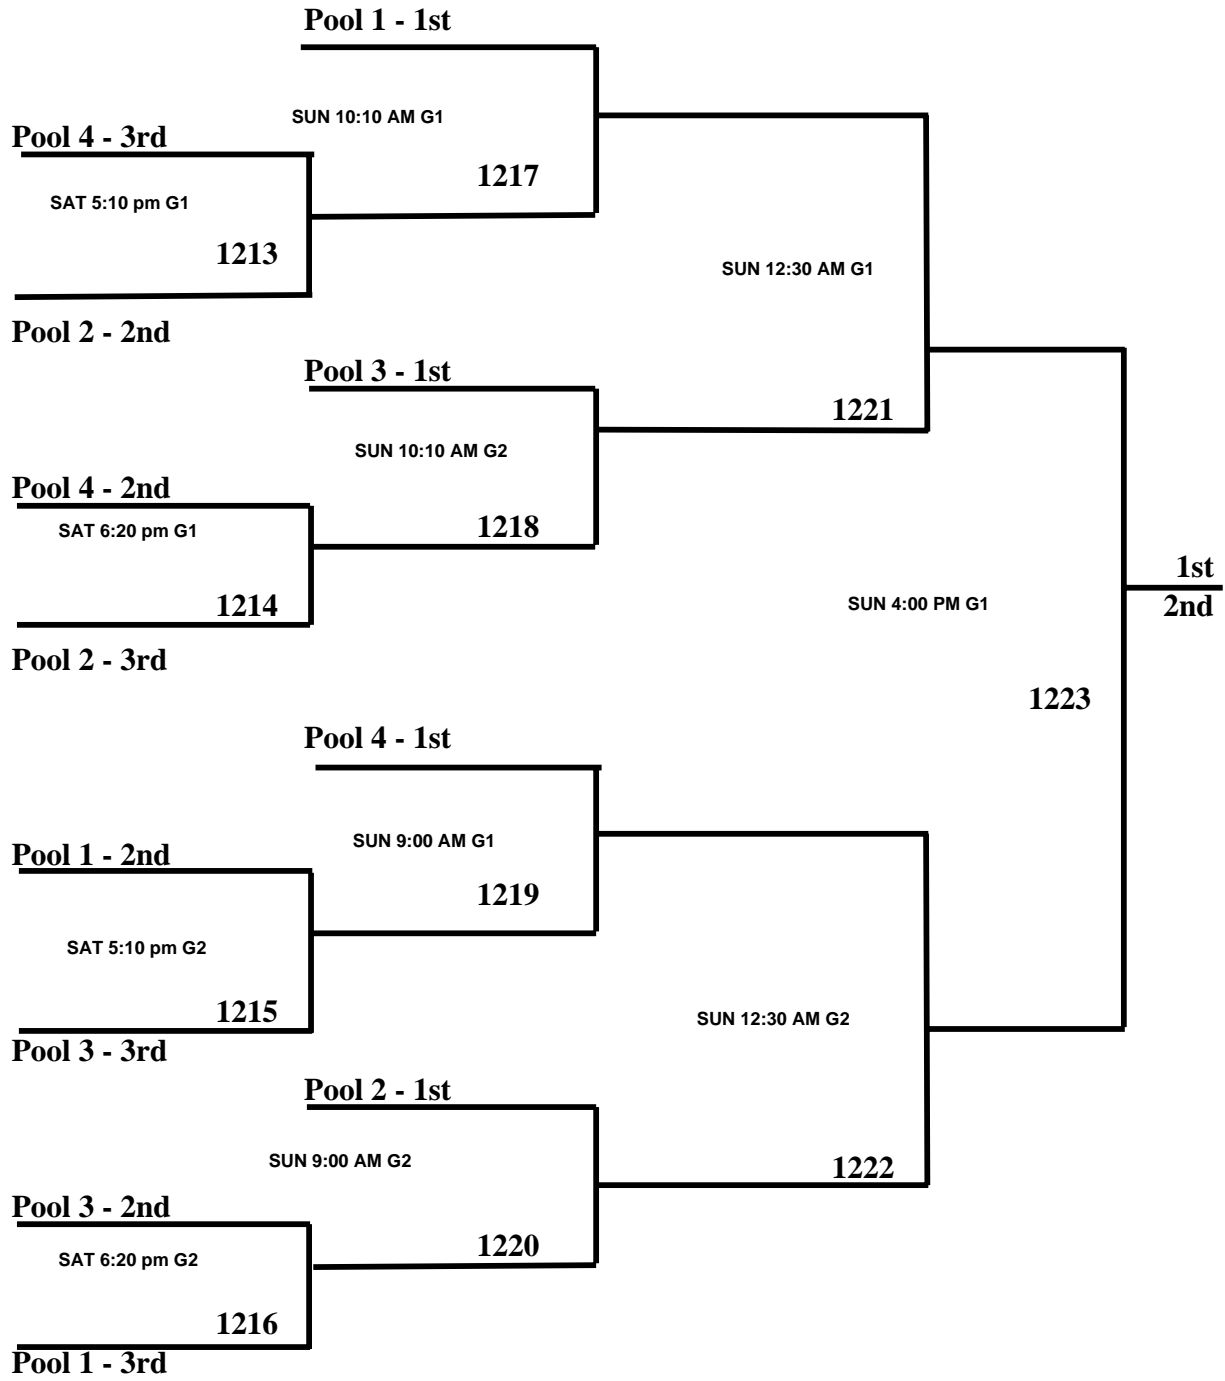 Pool 1 - 1st
SUN 10:10 AM G1
Pool 4 - 3rd
1217
SAT 5:10 pm G1
1213
SUN 12:30 AM G1
Pool 2 - 2nd
Pool 3 - 1st
1221
SUN 10:10 AM G2
Pool 4 - 2nd
SAT 6:20 pm G1
1218
1st
1214
SUN 4:00 PM G1
2nd
Pool 2 - 3rd
1223
Pool 4 - 1st
SUN 9:00 AM G1
Pool 1 - 2nd
1219
SAT 5:10 pm G2
1215
SUN 12:30 AM G2
Pool 3 - 3rd
Pool 2 - 1st
SUN 9:00 AM G2
1222
Pool 3 - 2nd
1220
SAT 6:20 pm G2
1216
Pool 1 - 3rd